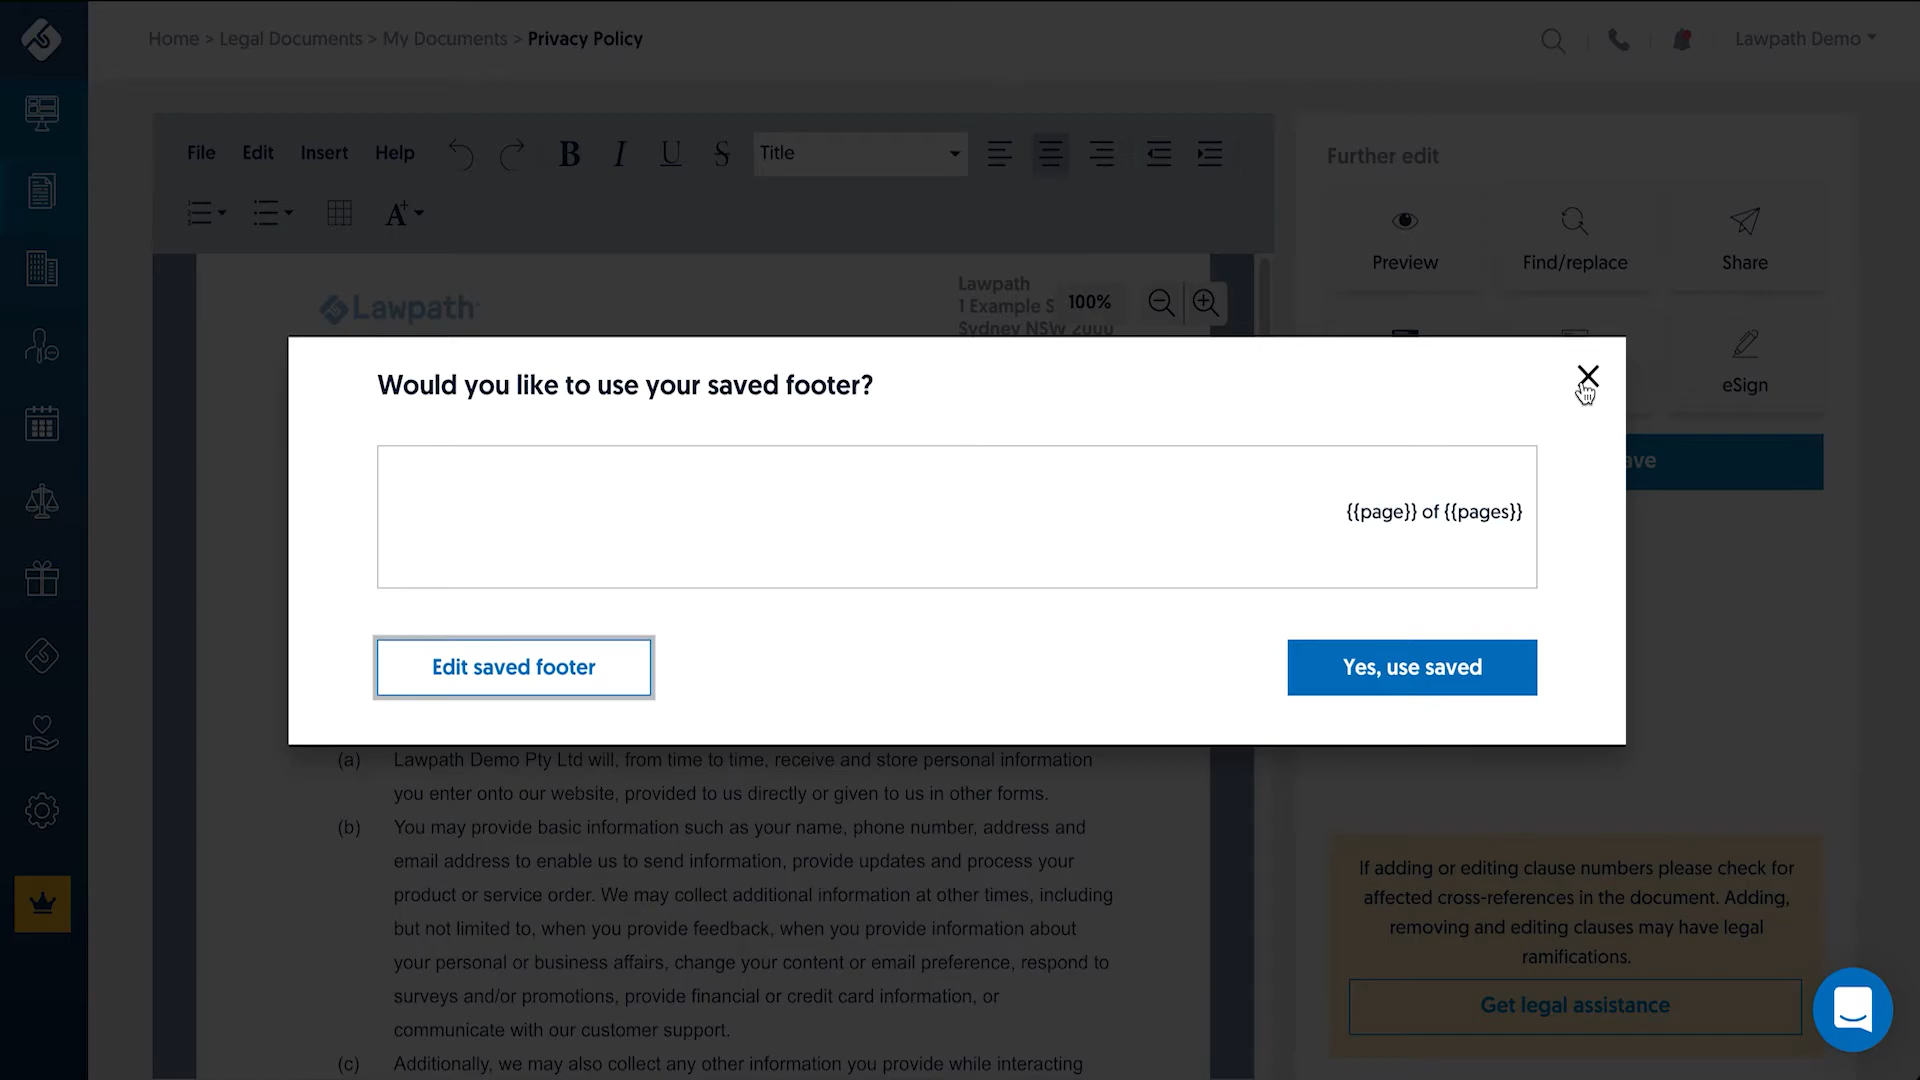 Home > Legal Documents > My Documents > Privacy Policy
Lawpath Demo
File Edit Insert Help B I U S Title
A+
Further edit
Preview Find/replace Share
Lawpath
Lawpath
1 Example S
Sydney NSW 2000
100%
eSign
Would you like to use your saved footer?
{{page}} of {{pages}}
Edit saved footer
Yes, use saved
(a) Lawpath Demo Pty Ltd will, from time to time, receive and store personal information
you enter onto our website, provided to us directly or given to us in other forms.
(b) You may provide basic information such as your name, phone number, address and
email address to enable us to send information, provide updates and process your
product or service order. We may collect additional information at other times, including
but not limited to, when you provide feedback, when you provide information about
your personal or business affairs, change your content or email preference, respond to
surveys and/or promotions, provide financial or credit card information, or
communicate with our customer support.
(c) Additionally, we may also collect any other information you provide while interacting
If adding or editing clause numbers please check for
affected cross-references in the document. Adding,
removing and editing clauses may have legal
ramifications.
Get legal assistance